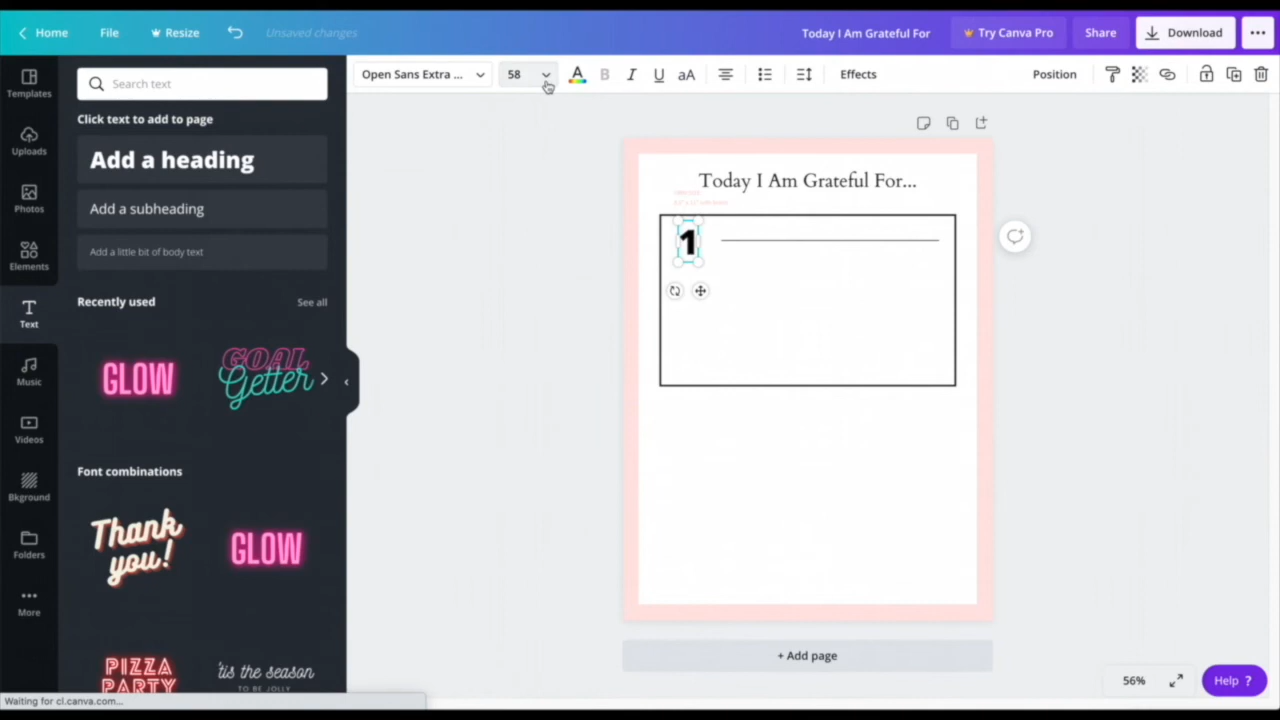 Home File Resize Unsaved changes Today I Am Grateful For Try Canva Pro Share Download
Open Sans Extra ... 58 A B I U aA Effects Position
Templates
Uploads
Photos
Elements
Text
Music
Videos
Bkground
Folders
More
Search text
Click text to add to page
Add a heading
Add a subheading
Add a little bit of body text
Recently used See all
GLOW
GOAL
Getter
Font combinations
Thank
you!
GLOW
PIZZA
PARTY
'tis the season
TO BE JOLLY
Today I Am Grateful For...
1
+ Add page
56%
Help ?
Waiting for cl.canva.com...